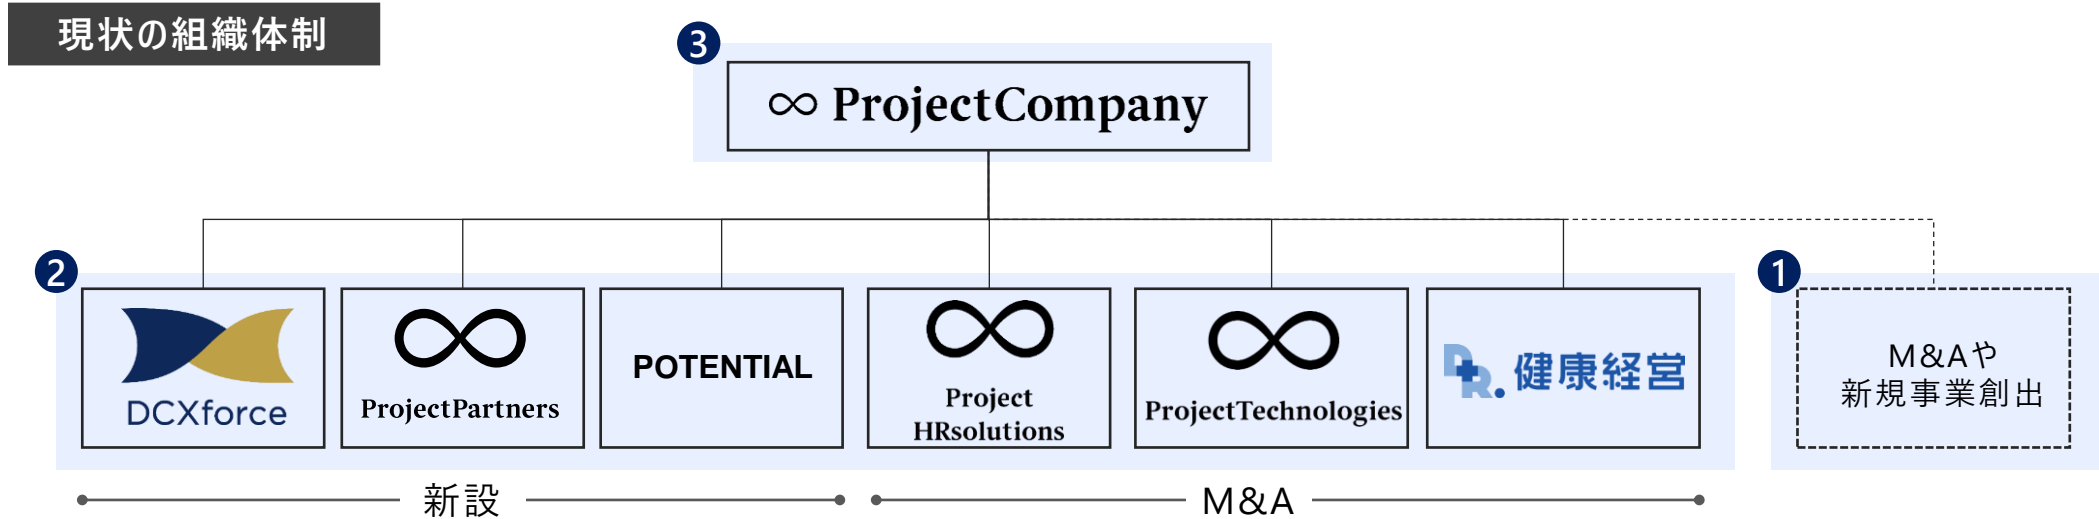 現状の組織体制
3
ProjectCompany
2
DCXforce
ProjectPartners
POTENTIAL
Project
HRsolutions
ProjectTechnologies
DR.健康経営
1
M&Aや
新規事業創出
新設
M&A